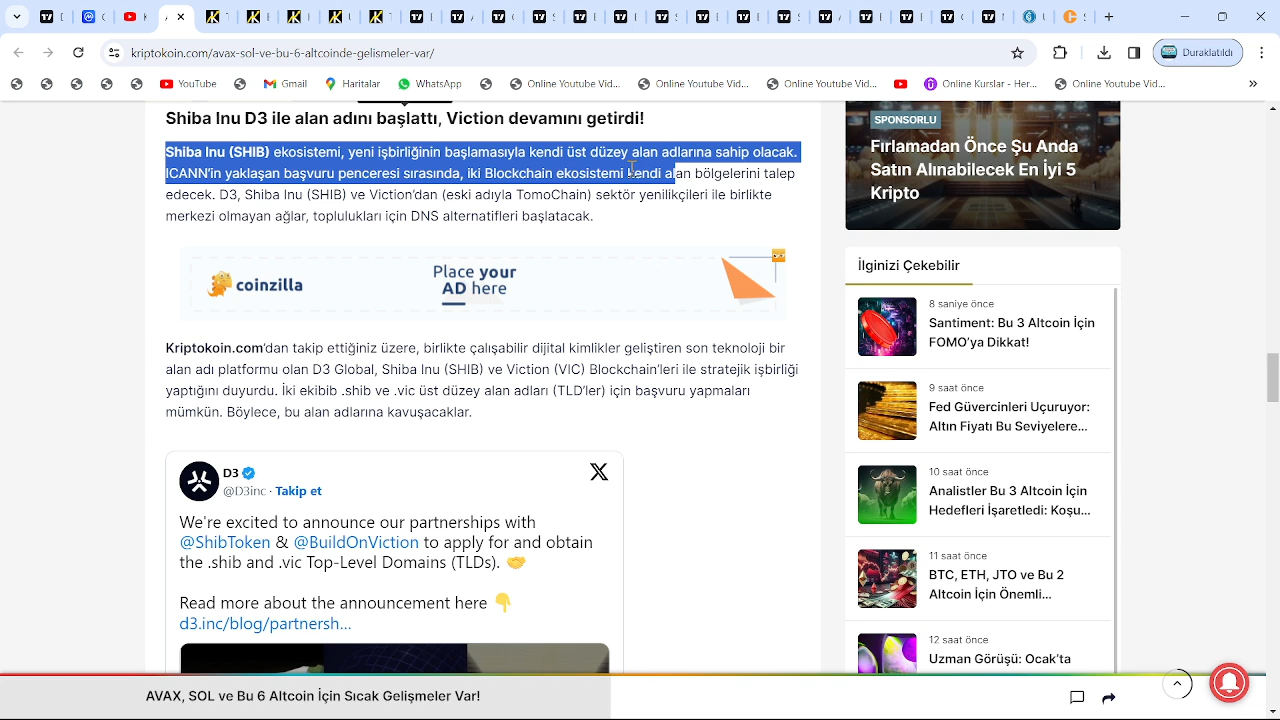 kriptokoin.com/avax-sol-ve-bu-6-altcoinde-gelismeler-var/
Duraklatıldı
YouTube
Gmail
Haritalar
WhatsApp
Online Youtube Vid...
Online Youtube Vid...
Online Youtube Vid...
Online Kurslar - Her...
Online Youtube Vid...
Shiba Inu D3 ile alan adını başlattı, Viction devamını getirdi!
Shiba Inu (SHIB) ekosistemi, yeni işbirliğinin başlamasıyla kendi üst düzey alan adlarına sahip olacak.
ICANN’in yaklaşan başvuru penceresi sırasında, iki Blockchain ekosistemi kendi alan bölgelerini talep
edecek. D3, Shiba Inu (SHIB) ve Viction’dan (eski adıyla TomoChain) sektör yenilikçileri ile birlikte
merkezi olmayan ağlar, toplulukları için DNS alternatifleri başlatacak.
coinzilla
Place your
AD here
Kriptokoin.com’dan takip ettiğiniz üzere, birlikte çalışabilir dijital kimlikler geliştiren son teknoloji bir
alan adı platformu olan D3 Global, Shiba Inu (SHIB) ve Viction (VIC) Blockchain’leri ile stratejik işbirliği
yaptığını duyurdu. İki ekibib .shib ve .vic üst düzey alan adları (TLD’ler) için başvuru yapmaları
mümkün. Böylece, bu alan adlarına kavuşacaklar.
D3
@D3inc · Takip et
We're excited to announce our partnerships with
@ShibToken & @BuildOnViction to apply for and obtain
the .shib and .vic Top-Level Domains (TLDs). 🤝
Read more about the announcement here 👇
d3.inc/blog/partnersh...
SPONSORLU
Fırlamadan Önce Şu Anda
Satın Alınabilecek En İyi 5
Kripto
İlginizi Çekebilir
8 saniye önce
Santiment: Bu 3 Altcoin İçin
FOMO’ya Dikkat!
9 saat önce
Fed Güvercinleri Uçuruyor:
Altın Fiyatı Bu Seviyelere...
10 saat önce
Analistler Bu 3 Altcoin İçin
Hedefleri İşaretledi: Koşu...
11 saat önce
BTC, ETH, JTO ve Bu 2
Altcoin İçin Önemli...
12 saat önce
Uzman Görüşü: Ocak’ta
AVAX, SOL ve Bu 6 Altcoin İçin Sıcak Gelişmeler Var!